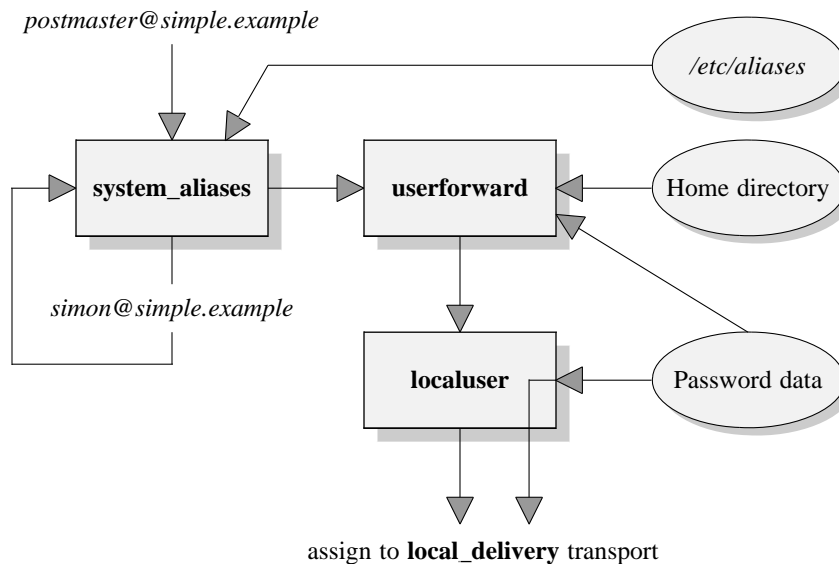 postmaster@simple.example
/etc/aliases
system_aliases
userforward
Home directory
simon@simple.example
localuser
Password data
assign to local_delivery transport